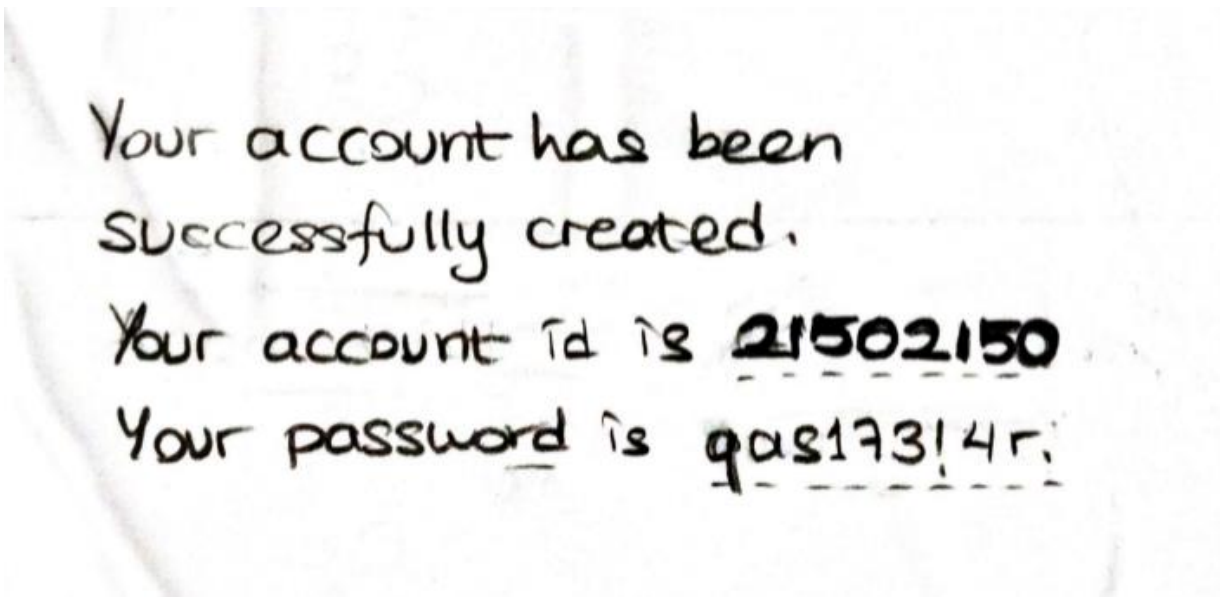 Your account has been
successfully created.
Your account id is 21502150
Your password is qas173!4r.